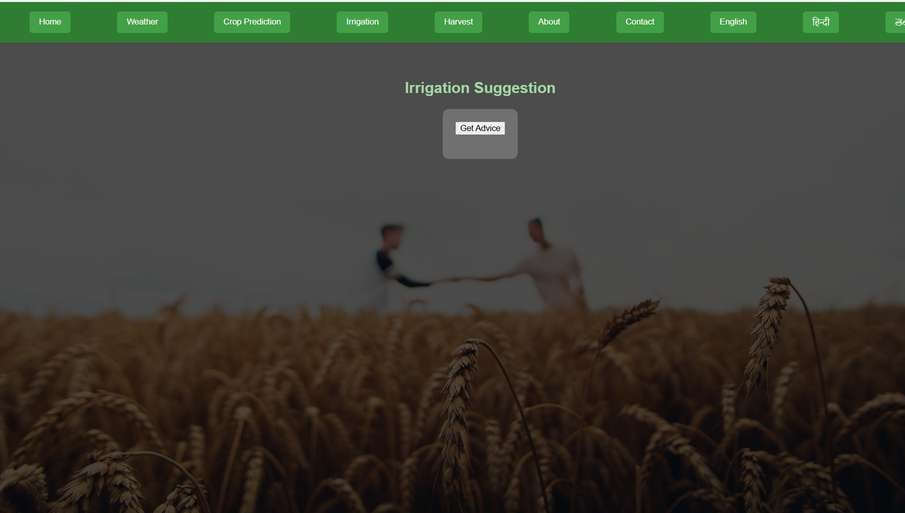 Home Weather Crop Prediction Irrigation Harvest About Contact English हिन्दी
Irrigation Suggestion
Get Advice